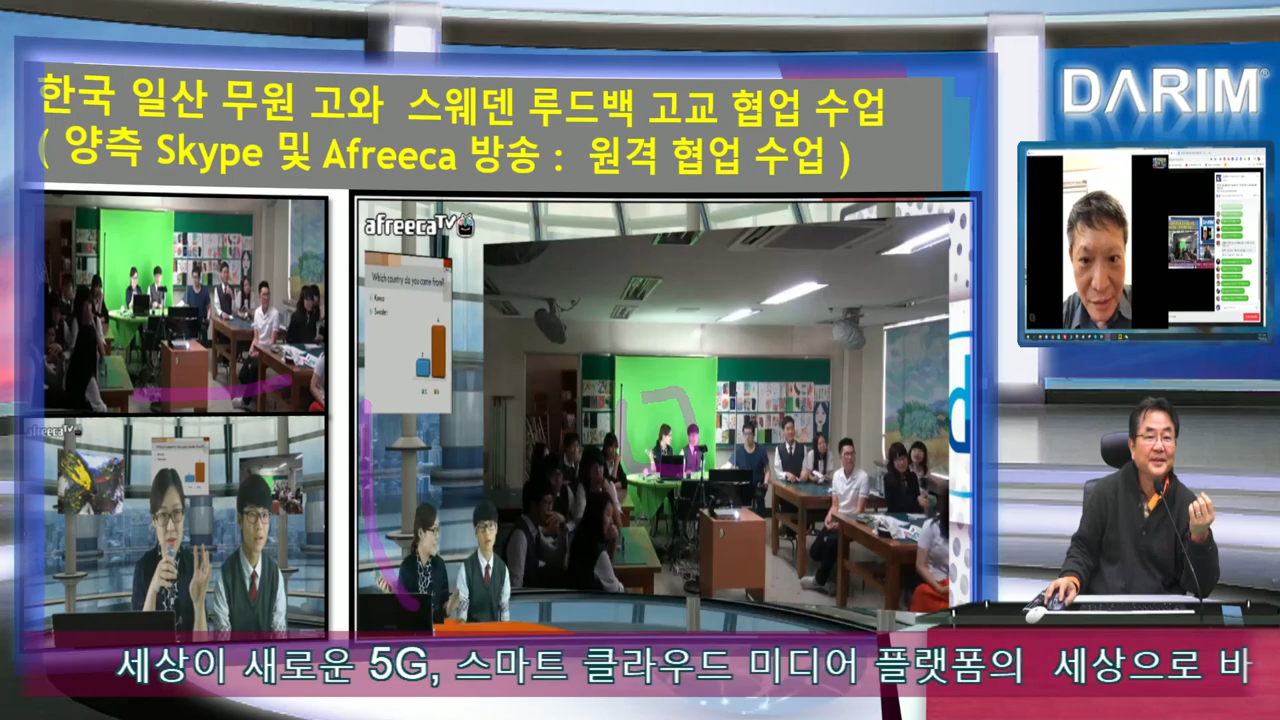 한국 일산 무원 고와 스웨덴 루드백 고교 협업 수업
( 양측 Skype 및 Afreeca 방송 : 원격 협업 수업 )
DARIM®
afreecaTV
Which country do you come from?
Korea
Sweden
afreecaTV
세상이 새로운 5G, 스마트 클라우드 미디어 플랫폼의 세상으로 바